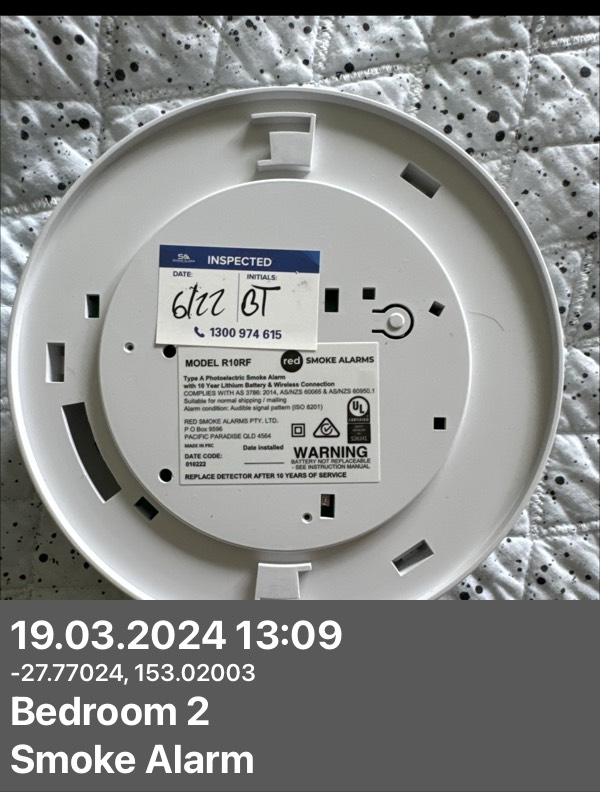 SA
INSPECTED
DATE: INITIALS:
6/22 BT
1300 974 615
MODEL R10RF red SMOKE ALARMS
Type A Photoelectric Smoke Alarm
with 10 Year Lithium Battery & Wireless Connection
COMPLIES WITH AS 3786: 2014, AS/NZS 60065 & AS/NZS 60950.1
Suitable for normal shipping / mailing
Alarm condition: Audible signal pattern (ISO 8201)
RED SMOKE ALARMS PTY. LTD.
P O Box 9596
PACIFIC PARADISE QLD 4564
MADE IN PRC
Date installed
DATE CODE:
010222
UL
CERTIFIED
WARNING
BATTERY NOT REPLACEABLE
- SEE INSTRUCTION MANUAL
REPLACE DETECTOR AFTER 10 YEARS OF SERVICE
19.03.2024 13:09
-27.77024, 153.02003
Bedroom 2
Smoke Alarm